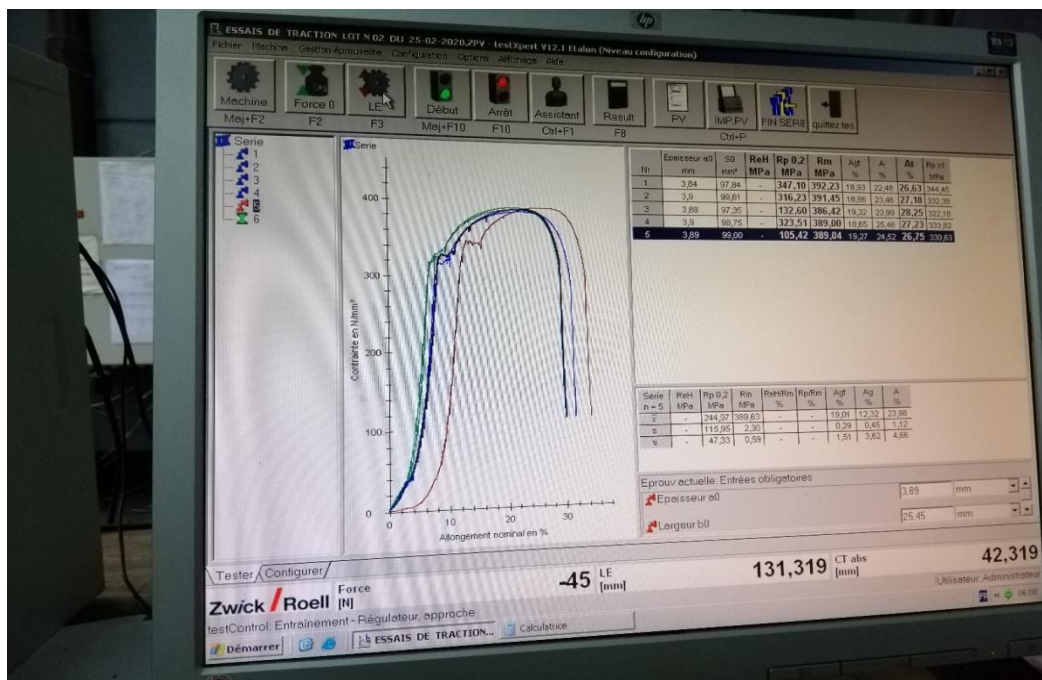 hp
ESSAIS DE TRACTION LOT N 02 DU 25-02-2020.ZPV - testXpert V12.1 Etalon (Niveau configuration)
Fichier Machine Gestion éprouvette Configuration Options Affichage Aide
Machine Force 0 LE Début Arrêt Assistant Result PV IMP.PV FIN SERIE quittez tes
Maj+F2 F2 F3 Maj+F10 F10 Ctrl+F1 F8 Ctrl+P
Serie
1
2
3
4
5
6
Serie
Contrainte en N/mm²
400
300
200
100
0
0 10 20 30
Allongement nominal en %
Nr Epaisseur a0 mm S0 mm² ReH MPa Rp 0,2 MPa Rm MPa Agt % A % At % Rp x1 MPa
1 3,84 97,84 - 347,10 392,23 18,93 22,48 26,63 344,45
2 3,9 99,61 - 316,23 391,45 18,86 23,46 27,18 332,38
3 3,88 97,35 - 132,60 386,42 19,32 23,99 28,25 322,18
4 3,9 98,75 - 323,51 389,00 18,65 25,46 27,23 333,82
5 3,89 99,00 - 105,42 389,04 19,27 24,52 26,75 330,63
Serie n = 5 ReH MPa Rp 0,2 MPa Rm MPa ReH/Rm % Rp/Rm % Agt % Ag % A %
x - 244,97 389,63 - - 19,01 12,32 23,98
s - 115,95 2,30 - - 0,29 0,45 1,12
ν - 47,33 0,59 - - 1,51 3,62 4,66
Eprouv actuelle: Entrées obligatoires
Epaisseur a0 3,89 mm
Largeur b0 25,45 mm
Tester Configurer
Zwick / Roell Force [N] -45 LE [mm] 131,319 CT abs [mm] 42,319
testControl: Entraînement - Régulateur, approche Utilisateur: Administrateur
Démarrer ESSAIS DE TRACTION... Calculatrice 06:08